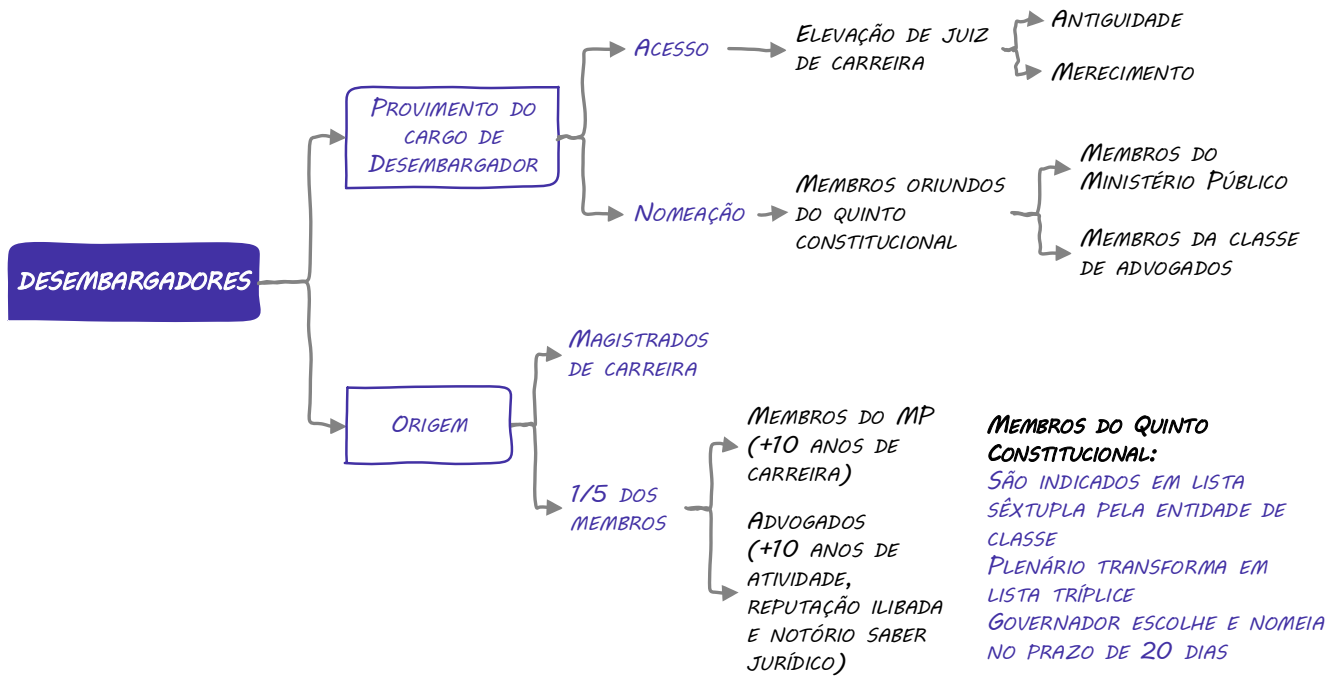 DESEMBARGADORES
PROVIMENTO DO
CARGO DE
DESEMBARGADOR
ACESSO
ELEVAÇÃO DE JUIZ
DE CARREIRA
ANTIGUIDADE
MERECIMENTO
NOMEAÇÃO
MEMBROS ORIUNDOS
DO QUINTO
CONSTITUCIONAL
MEMBROS DO
MINISTÉRIO PÚBLICO
MEMBROS DA CLASSE
DE ADVOGADOS
ORIGEM
MAGISTRADOS
DE CARREIRA
1/5 DOS
MEMBROS
MEMBROS DO MP
(+10 ANOS DE
CARREIRA)
ADVOGADOS
(+10 ANOS DE
ATIVIDADE,
REPUTAÇÃO ILIBADA
E NOTÓRIO SABER
JURÍDICO)
MEMBROS DO QUINTO
CONSTITUCIONAL:
SÃO INDICADOS EM LISTA
SÊXTUPLA PELA ENTIDADE DE
CLASSE
PLENÁRIO TRANSFORMA EM
LISTA TRÍPLICE
GOVERNADOR ESCOLHE E NOMEIA
NO PRAZO DE 20 DIAS